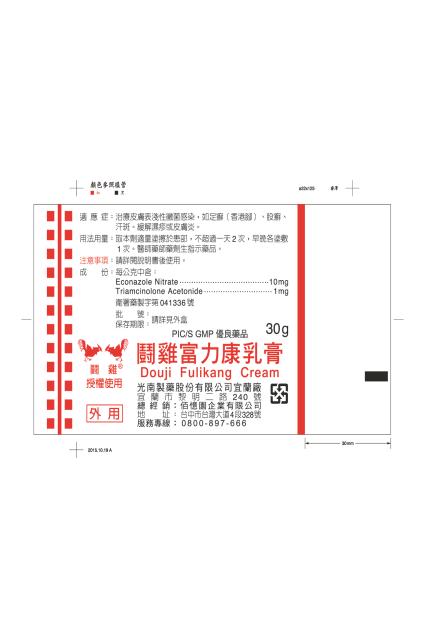 顏色參照獵管
紅 黑
ø22x125
適 應 症：治療皮膚表淺性黴菌感染，如足癬（香港腳）、股癬、
汗斑。緩解濕疹或皮膚炎。
用法用量：取本劑適量塗擦於患部，不超過一天2次，早晚各塗敷
1次。醫師藥師藥劑生指示藥品。
注意事項：請詳閱說明書後使用。
成 份：每公克中含：
Econazole Nitrate 10mg
Triamcinolone Acetonide 1mg
衛署藥製字第041336號
批 號：
保存期限：請詳見外盒
PIC/S GMP 優良藥品
30g
鬪雞®
授權使用
外用
鬪雞富力康乳膏
Douji Fulikang Cream
光南製藥股份有限公司宜蘭廠
宜蘭市黎明二路240號
總經銷：佰憶園企業有限公司
地 址：台中市台灣大道4段328號
服務專線：0800-897-666
30mm
2015.10.19 A